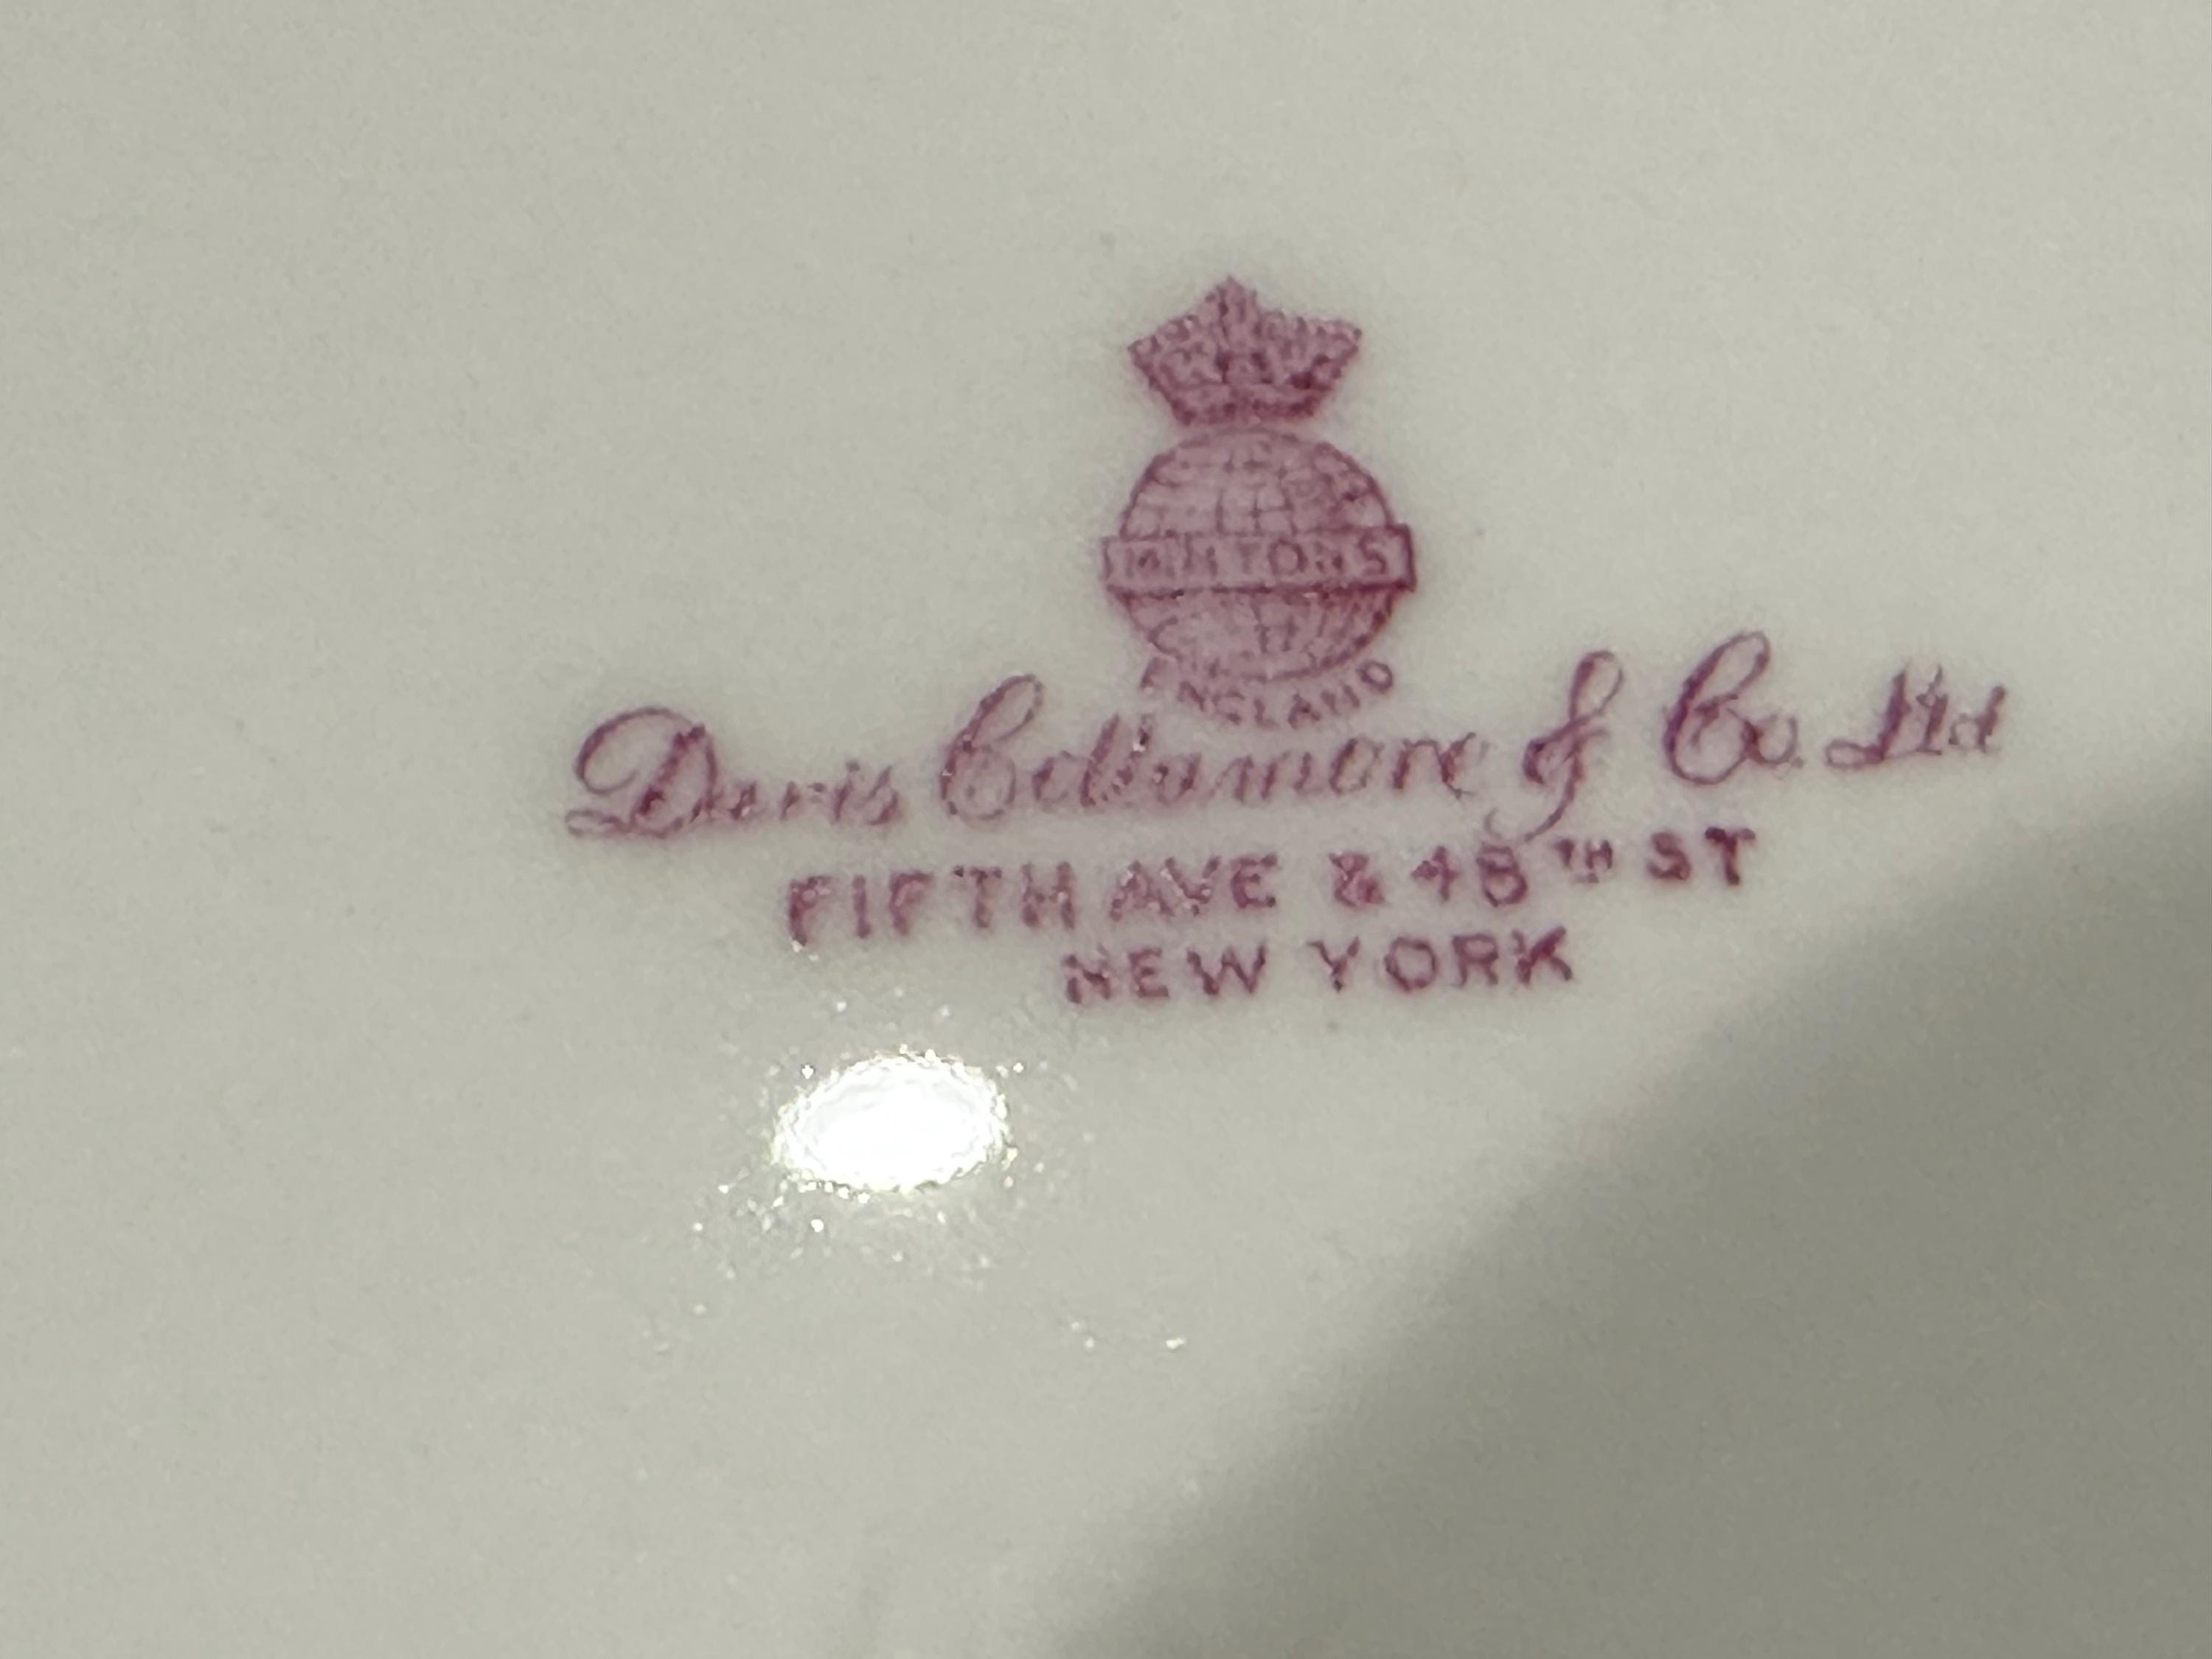 MINTONS
ENGLAND
Davis Collamore & Co. Ltd
FIFTH AVE & 48TH ST
NEW YORK